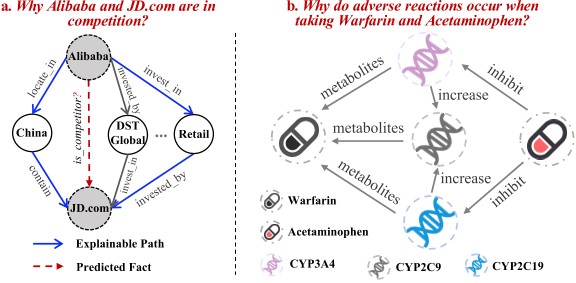 a. Why Alibaba and JD.com are in
competition?
Alibaba
locate_in
invested_by
invest_in
is_competitor?
China
DST
Global
...
Retail
contain
invest_in
invested_by
JD.com
Explainable Path
Predicted Fact
b. Why do adverse reactions occur when
taking Warfarin and Acetaminophen?
metabolites
inhibit
increase
metabolites
metabolites
increase
inhibit
Warfarin
Acetaminophen
CYP3A4
CYP2C9
CYP2C19